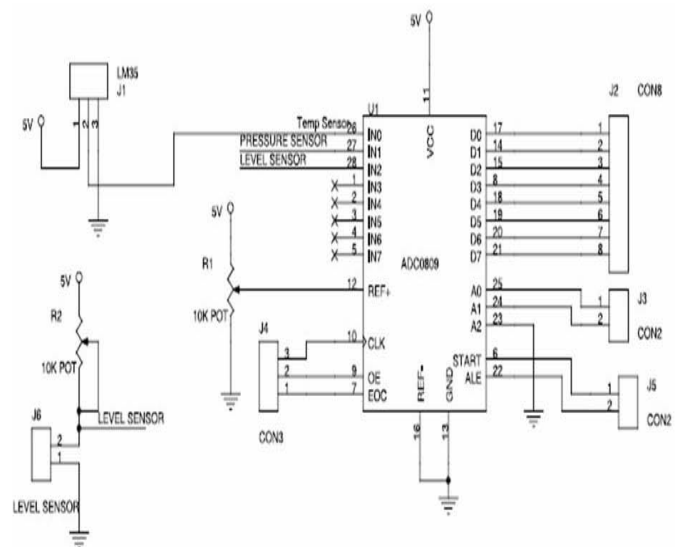 5V
LM35
J1
1
2
3
5V
U1
11
VCC
J2 CON8
Temp Sensor
26 IN0
PRESSURE SENSOR
27 IN1
LEVEL SENSOR
28 IN2
1 IN3
2 IN4
3 IN5
4 IN6
5 IN7
D0 17 1
D1 14 2
D2 15 3
D3 8 4
D4 18 5
D5 19 6
D6 20 7
D7 21 8
ADC0809
5V
R1
10K POT
12 REF+
A0 25
A1 24
A2 23
1
2
J3
CON2
5V
R2
10K POT
J4
3
2
1
CON3
10 CLK
9 OE
7 EOC
START 6
ALE 22
1
2
J5
CON2
REF-
GND
16
13
LEVEL SENSOR
J6
2
1
LEVEL SENSOR